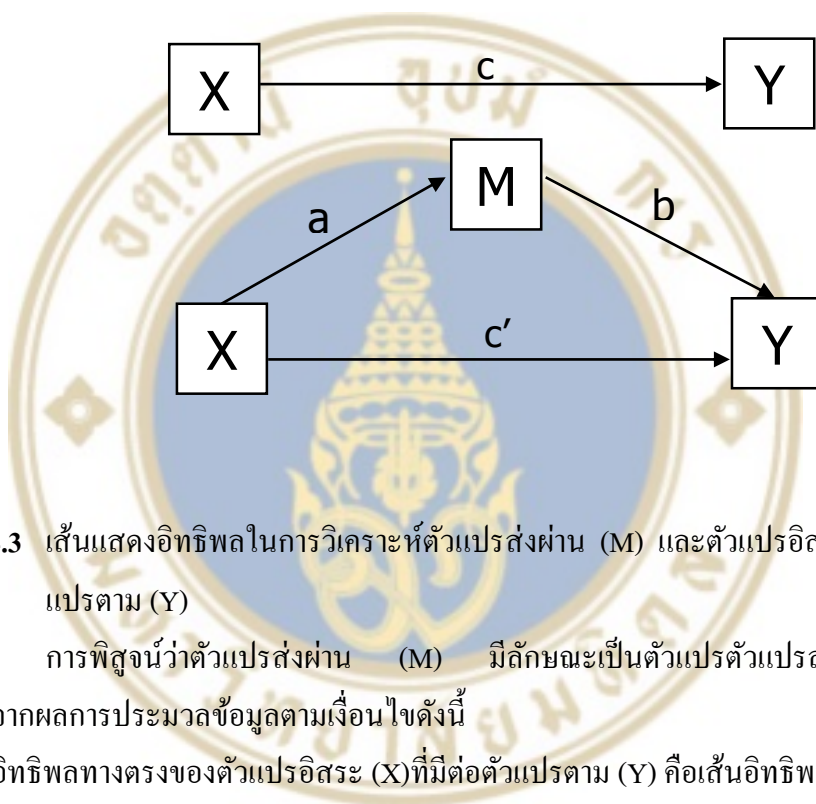 X c Y
M
a b
X c′ Y
.3 เส้นแสดงอิทธิพลในการวิเคราะห์ตัวแปรส่งผ่าน (M) และตัวแปรอิส
แปรตาม (Y)
การพิสูจน์ว่าตัวแปรส่งผ่าน (M) มีลักษณะเป็นตัวแปรตัวแปรส
จากผลการประมวลข้อมูลตามเงื่อนไขดังนี้
อิทธิพลทางตรงของตัวแปรอิสระ (X)ที่มีต่อตัวแปรตาม (Y) คือเส้นอิทธิพ